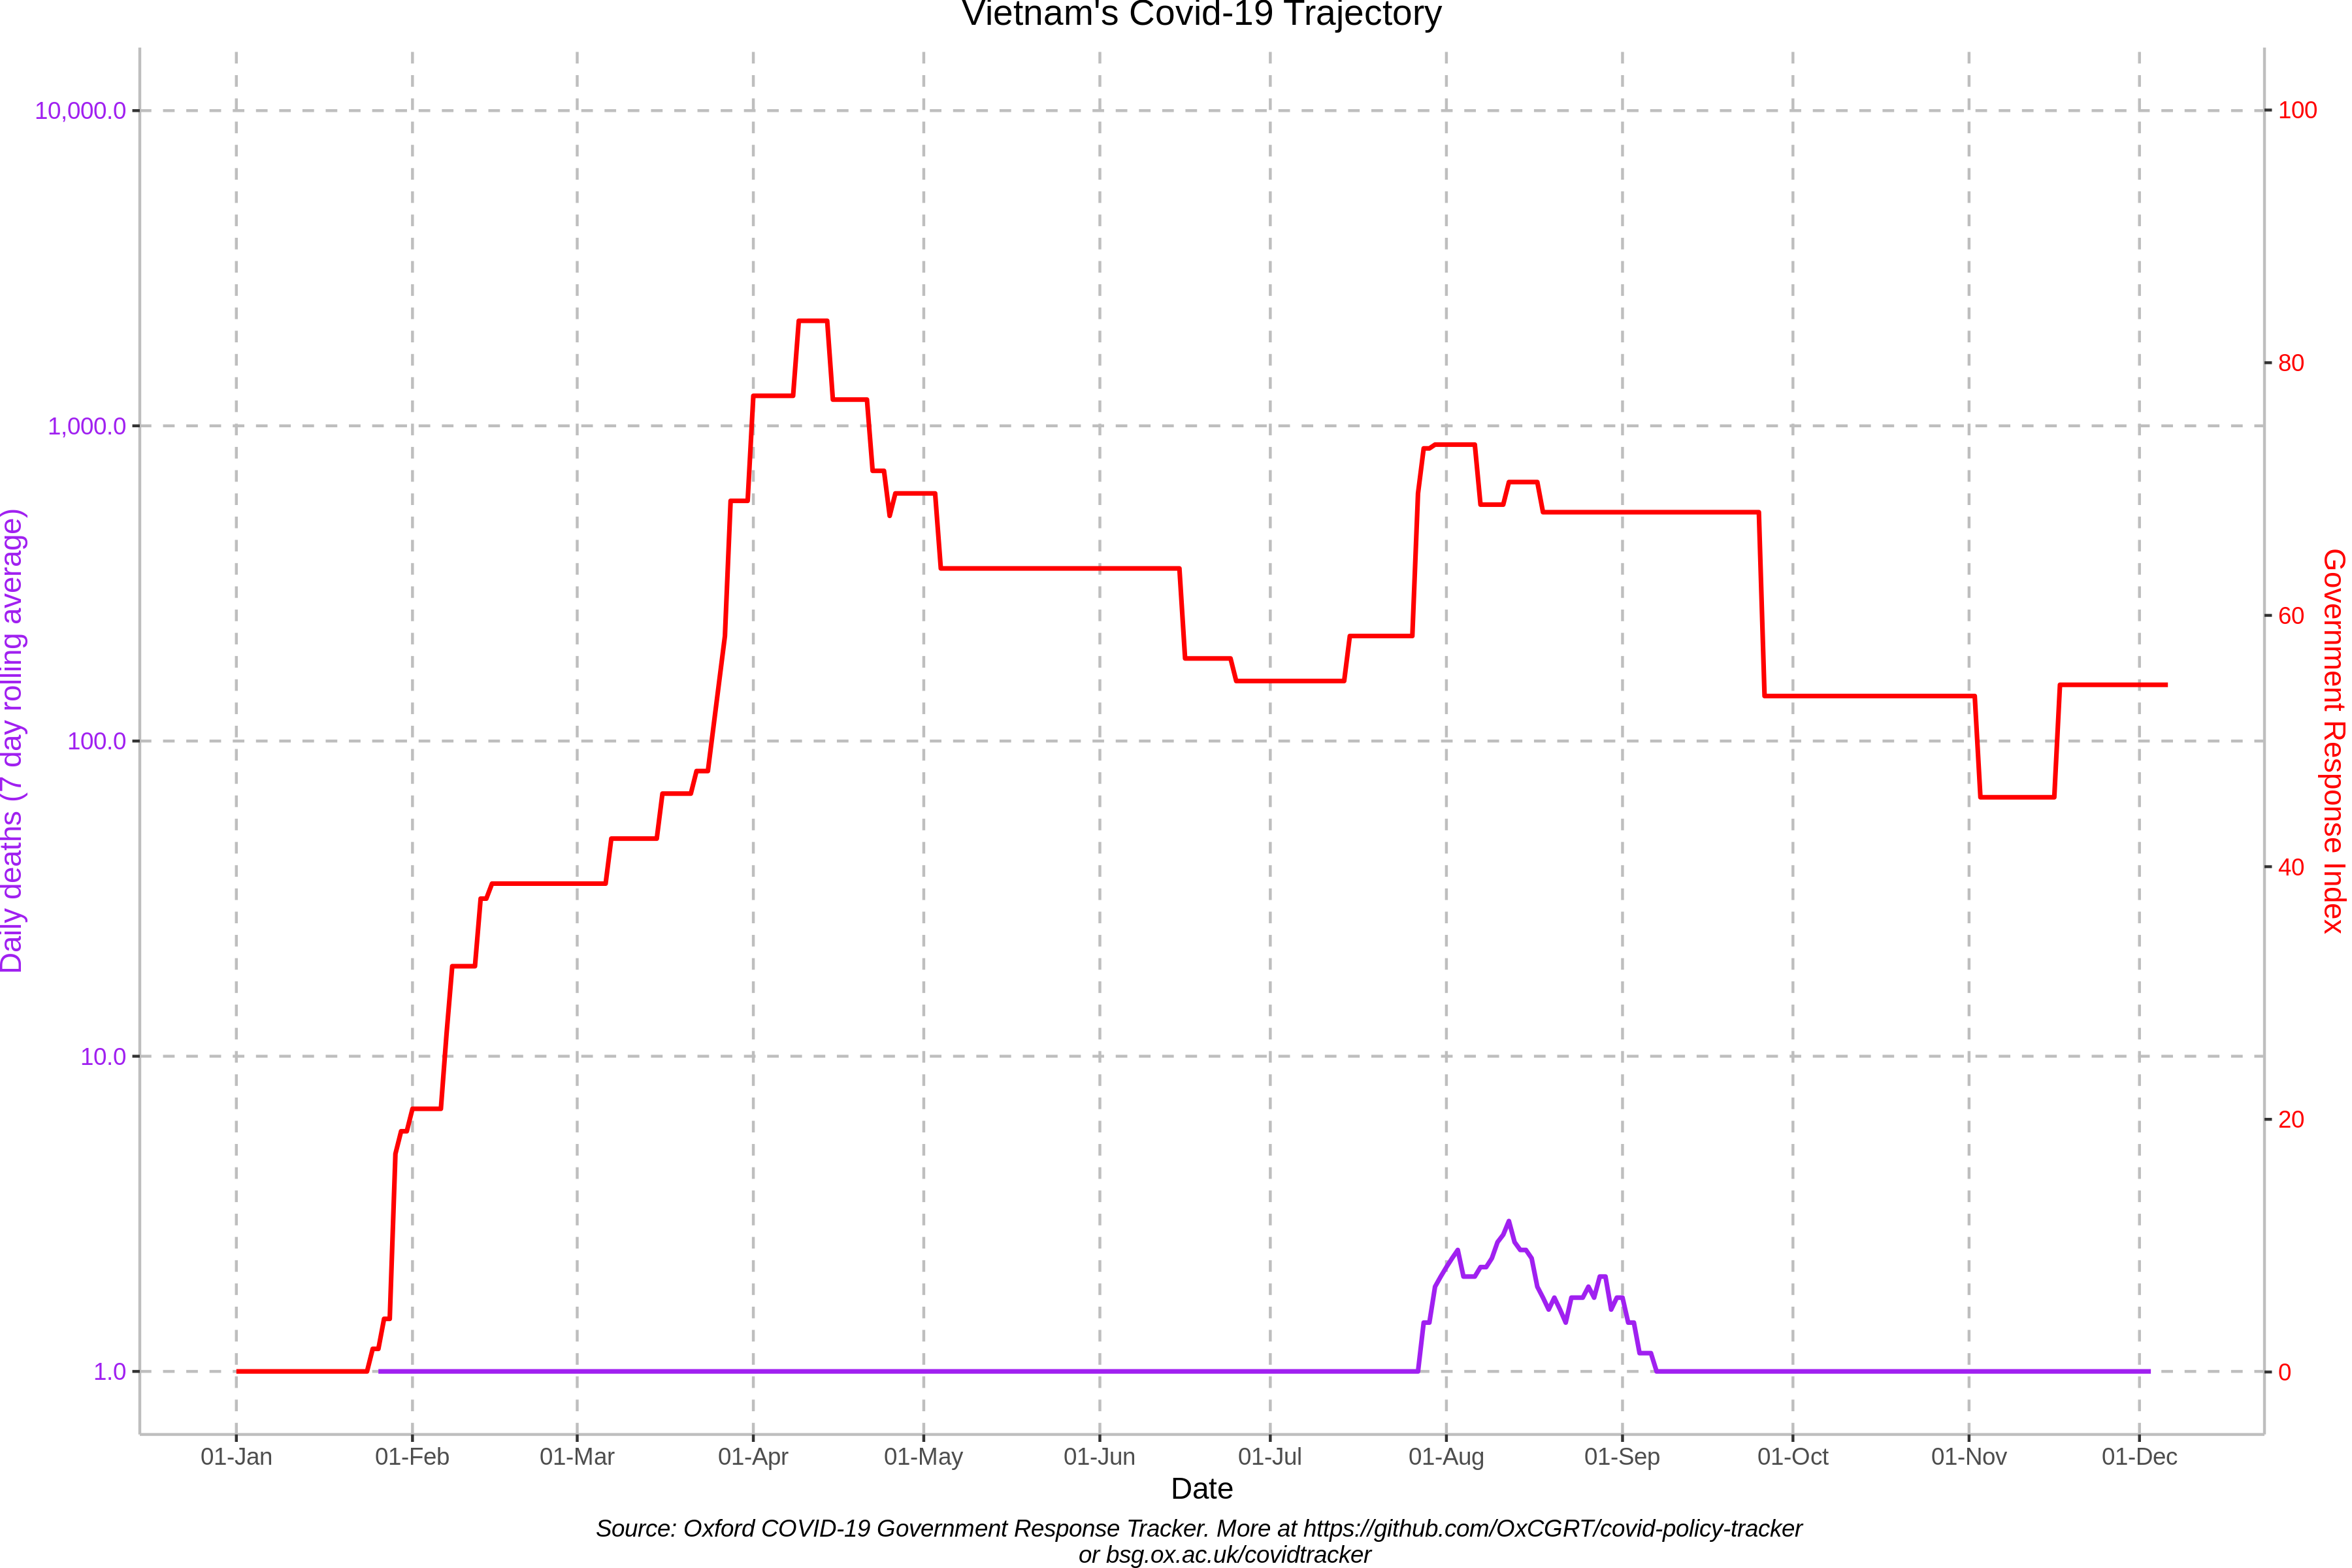 Vietnam's Covid-19 Trajectory
10,000.0
1,000.0
100.0
10.0
1.0
Daily deaths (7 day rolling average)
100
80
60
40
20
0
Government Response Index
01-Jan 01-Feb 01-Mar 01-Apr 01-May 01-Jun 01-Jul 01-Aug 01-Sep 01-Oct 01-Nov 01-Dec
Date
Source: Oxford COVID-19 Government Response Tracker. More at https://github.com/OxCGRT/covid-policy-tracker
or bsg.ox.ac.uk/covidtracker